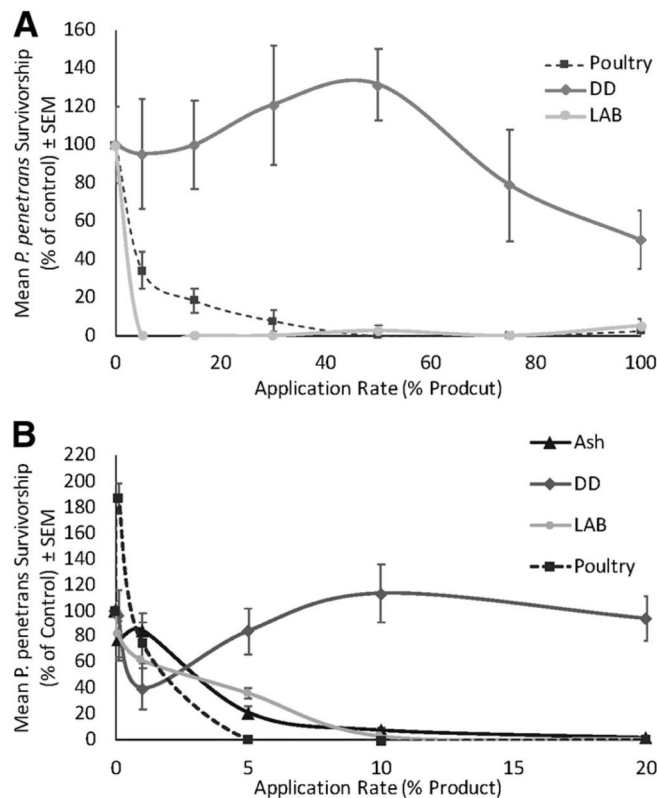 A
160
140
120
100
80
60
40
20
0
Mean P. penetrans Survivorship
(% of control) ± SEM
Poultry
DD
LAB
0 20 40 60 80 100
Application Rate (% Prodcut)
B
220
200
180
160
140
120
100
80
60
40
20
0
Mean P. penetrans Survivorship
(% of Control) ± SEM
Ash
DD
LAB
Poultry
0 5 10 15 20
Application Rate (% Product)